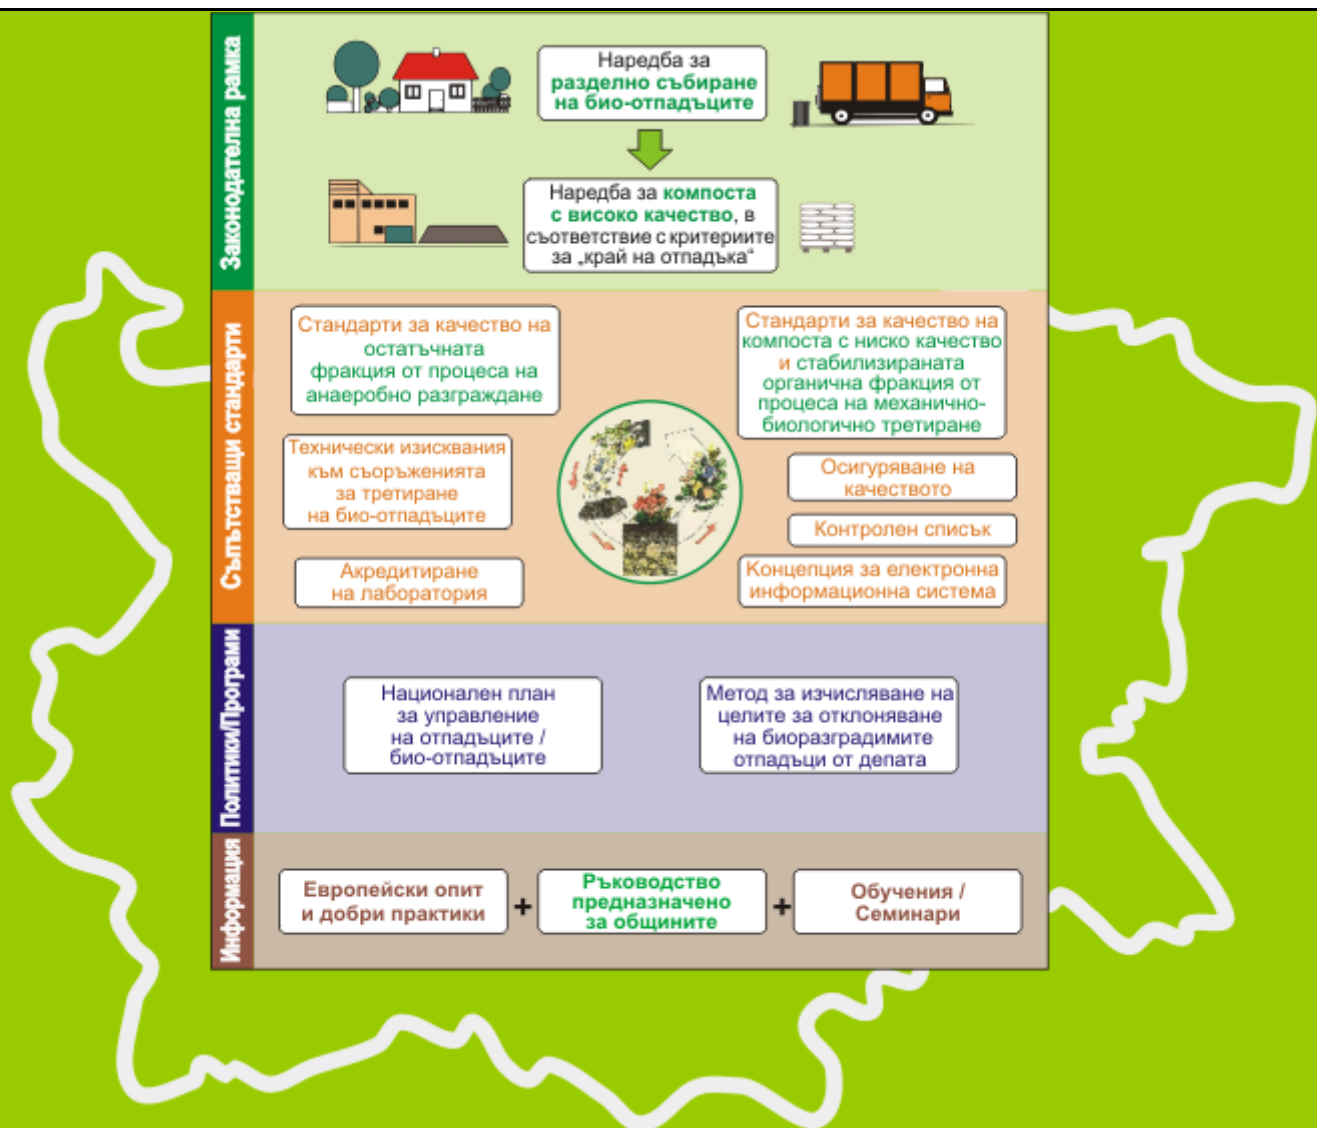 Законодателна рамка
Наредба за
разделно събиране
на био-отпадъците
Наредба за компоста
с високо качество, в
съответствие с критериите
за „край на отпадъка“
Съпътстващи стандарти
Стандарти за качество на
остатъчната
фракция от процеса на
анаеробно разграждане
Стандарти за качество на
компоста с ниско качество
и стабилизираната
органична фракция от
процеса на механично-
биологично третиране
Технически изисквания
към съоръженията
за третиране
на био-отпадъците
Осигуряване на
качеството
Контролен списък
Акредитиране
на лаборатория
Концепция за електронна
информационна система
Политики/Програми
Национален план
за управление
на отпадъците /
био-отпадъците
Метод за изчисляване на
целите за отклоняване
на биоразградимите
отпадъци от депата
Информация
Европейски опит
и добри практики
+
Ръководство
предназначено
за общините
+
Обучения /
Семинари